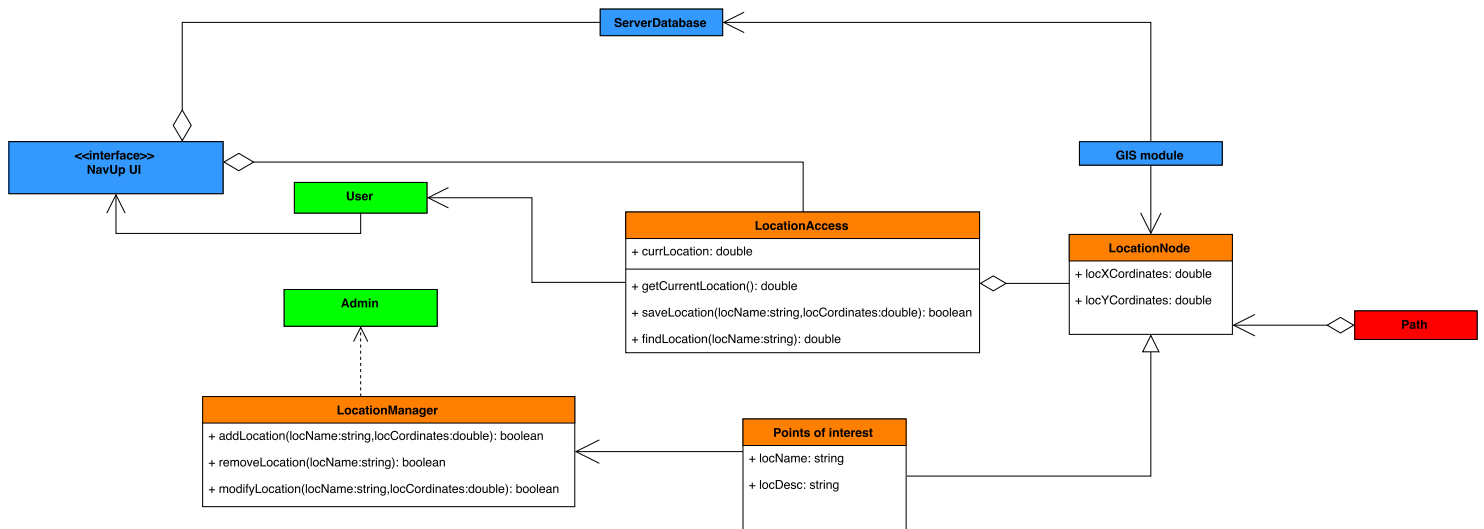 ServerDatabase
<<interface>>
NavUp UI
GIS module
User
LocationAccess
+ currLocation: double
+ getCurrentLocation(): double
+ saveLocation(locName:string,locCordinates:double): boolean
+ findLocation(locName:string): double
LocationNode
+ locXCordinates: double
+ locYCordinates: double
Admin
Path
LocationManager
+ addLocation(locName:string,locCordinates:double): boolean
+ removeLocation(locName:string): boolean
+ modifyLocation(locName:string,locCordinates:double): boolean
Points of interest
+ locName: string
+ locDesc: string